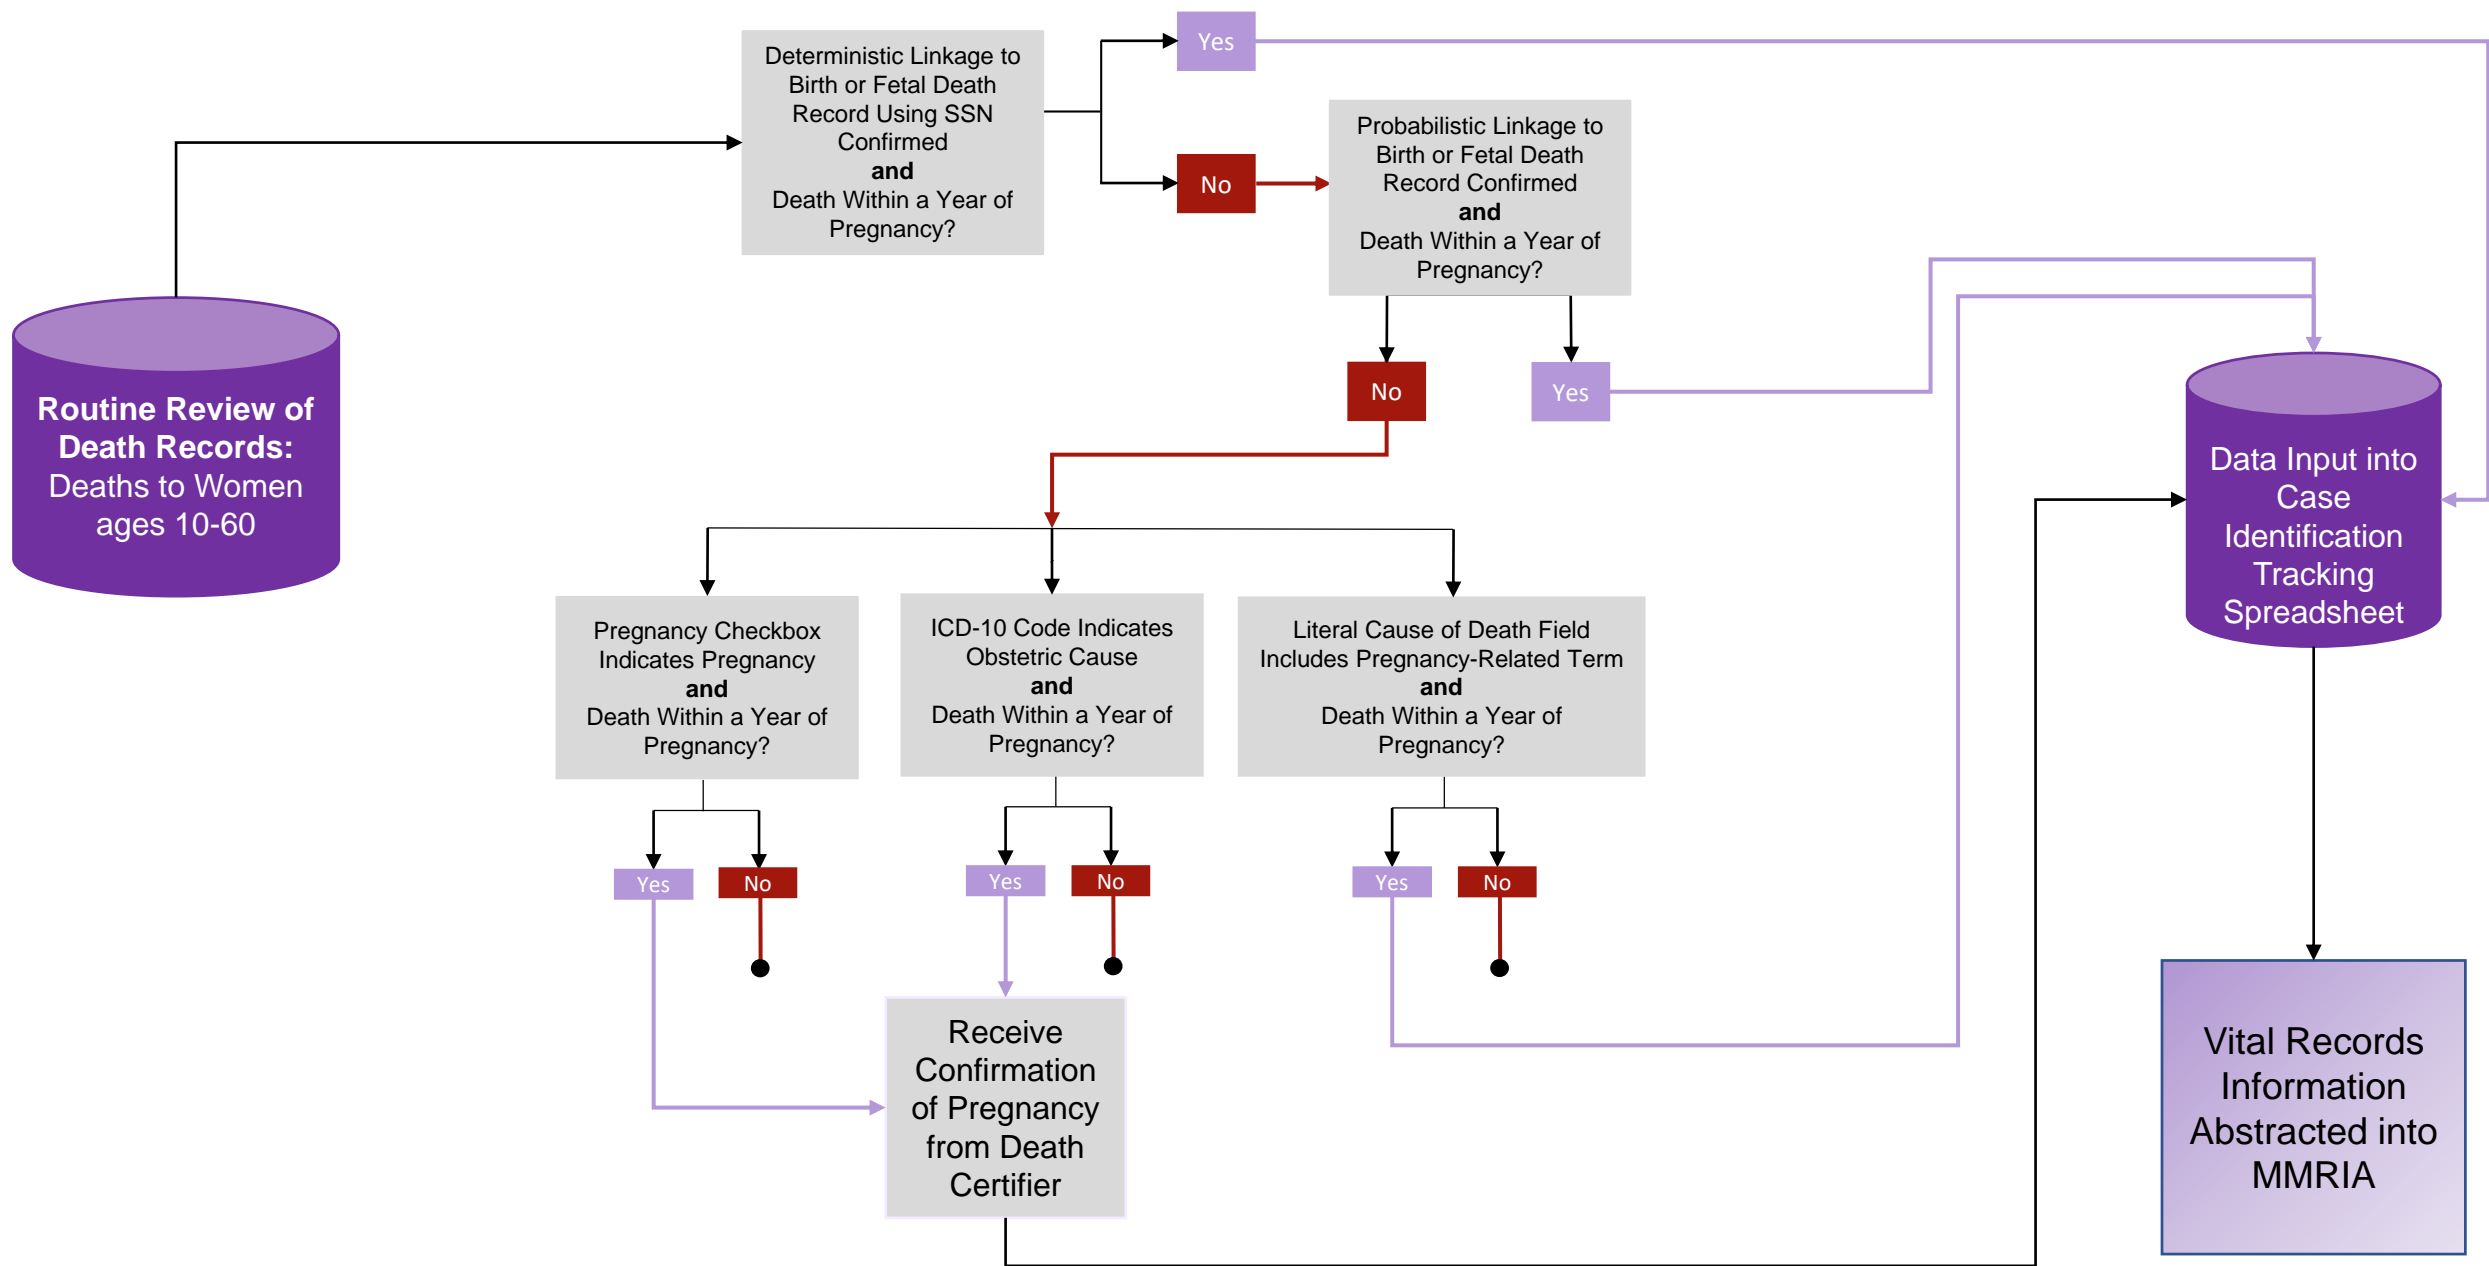 Deterministic Linkage to
Birth or Fetal Death
Record Using SSN
Confirmed
and
Death Within a Year of
Pregnancy?
Yes
No
Probabilistic Linkage to
Birth or Fetal Death
Record Confirmed
and
Death Within a Year of
Pregnancy?
No
Yes
Routine Review of
Death Records:
Deaths to Women
ages 10-60
Data Input into
Case
Identification
Tracking
Spreadsheet
Pregnancy Checkbox
Indicates Pregnancy
and
Death Within a Year of
Pregnancy?
ICD-10 Code Indicates
Obstetric Cause
and
Death Within a Year of
Pregnancy?
Literal Cause of Death Field
Includes Pregnancy-Related Term
and
Death Within a Year of
Pregnancy?
Yes
No
Yes
No
Yes
No
Receive
Confirmation
of Pregnancy
from Death
Certifier
Vital Records
Information
Abstracted into
MMRIA